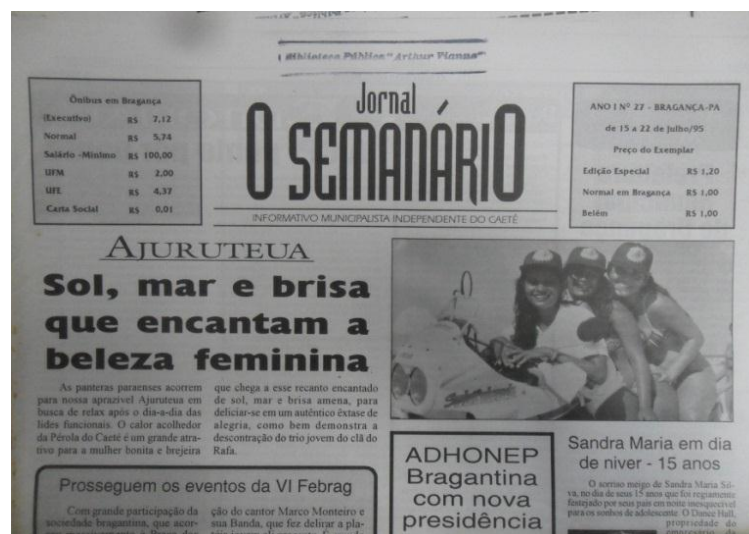 Biblioteca Pública "Arthur Vianna"
Ônibus em Bragança
(Executivo) R$ 7,12
Normal R$ 5,74
Salário -Mínimo R$ 100,00
UFM R$ 2,00
UFE R$ 4,37
Carta Social R$ 0,01
Jornal
O SEMANÁRIO
INFORMATIVO MUNICIPALISTA INDEPENDENTE DO CAETÉ
ANO I Nº 27 - BRAGANÇA-PA
de 15 a 22 de Julho/95
Preço do Exemplar
Edição Especial R$ 1,20
Normal em Bragança R$ 1,00
Belém R$ 1,00
AJURUTEUA
Sol, mar e brisa
que encantam a
beleza feminina
As panteras paraenses acorrem
para nossa aprazível Ajuruteua em
busca de relax após o dia-a-dia das
lides funcionais. O calor acolhedor
da Pérola do Caeté é um grande atra-
tivo para a mulher bonita e brejeira
que chega a esse recanto encantado
de sol, mar e brisa amena, para
deliciar-se em um autêntico êxtase de
alegria, como bem demonstra a
descontração do trio jovem do clã do
Rafa.
Prosseguem os eventos da VI Febrag
Com grande participação da
sociedade bragantina, que acor-
ção do cantor Marco Monteiro e
sua Banda, que fez delirar a pla-
ADHONEP
Bragantina
com nova
presidência
Sandra Maria em dia
de niver - 15 anos
O sorriso meigo de Sandra Maria Sil-
va, no dia de seus 15 anos que foi regiamente
festejado por seus pais em noite inesquecível
para os sonhos de adolescente. O Dance Hall,
propriedade do